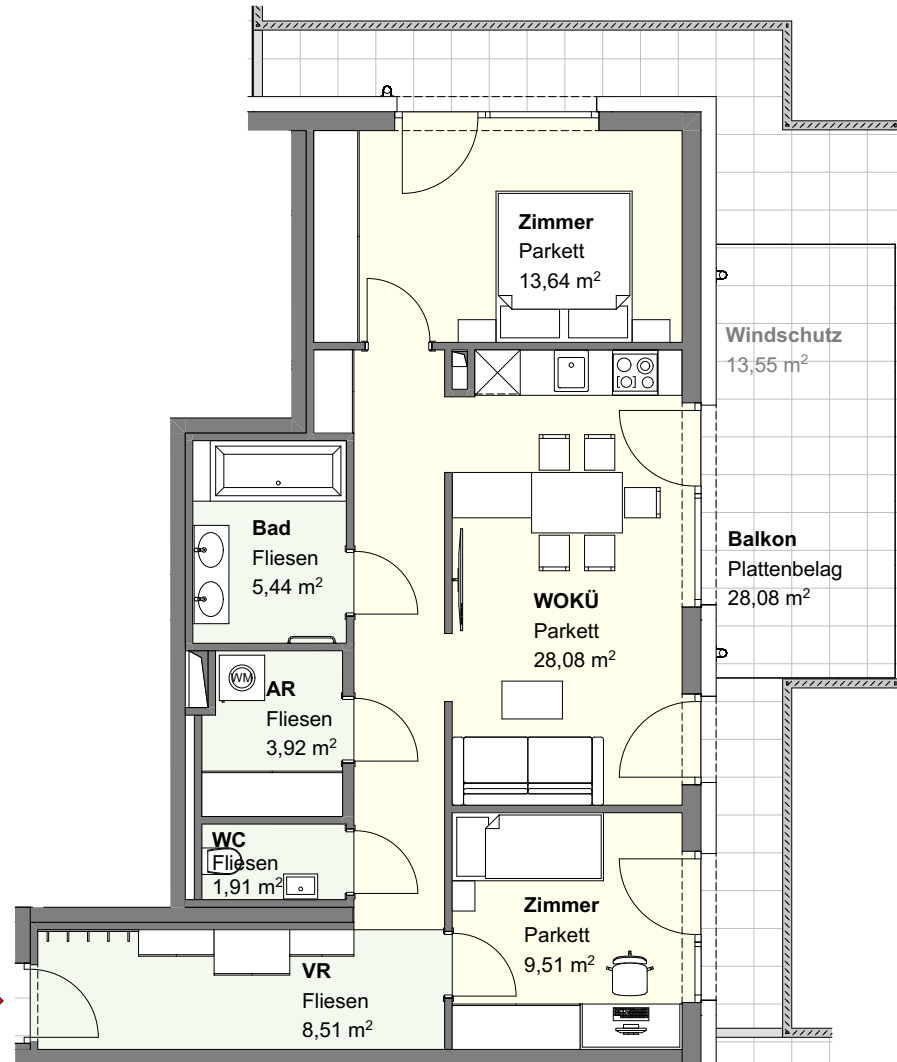 Zimmer
Parkett
13,64 m²
Windschutz
13,55 m²
Bad
Fliesen
5,44 m²
Balkon
Plattenbelag
28,08 m²
WOKÜ
Parkett
28,08 m²
WM
AR
Fliesen
3,92 m²
WC
Fliesen
1,91 m²
Zimmer
Parkett
9,51 m²
VR
Fliesen
8,51 m²